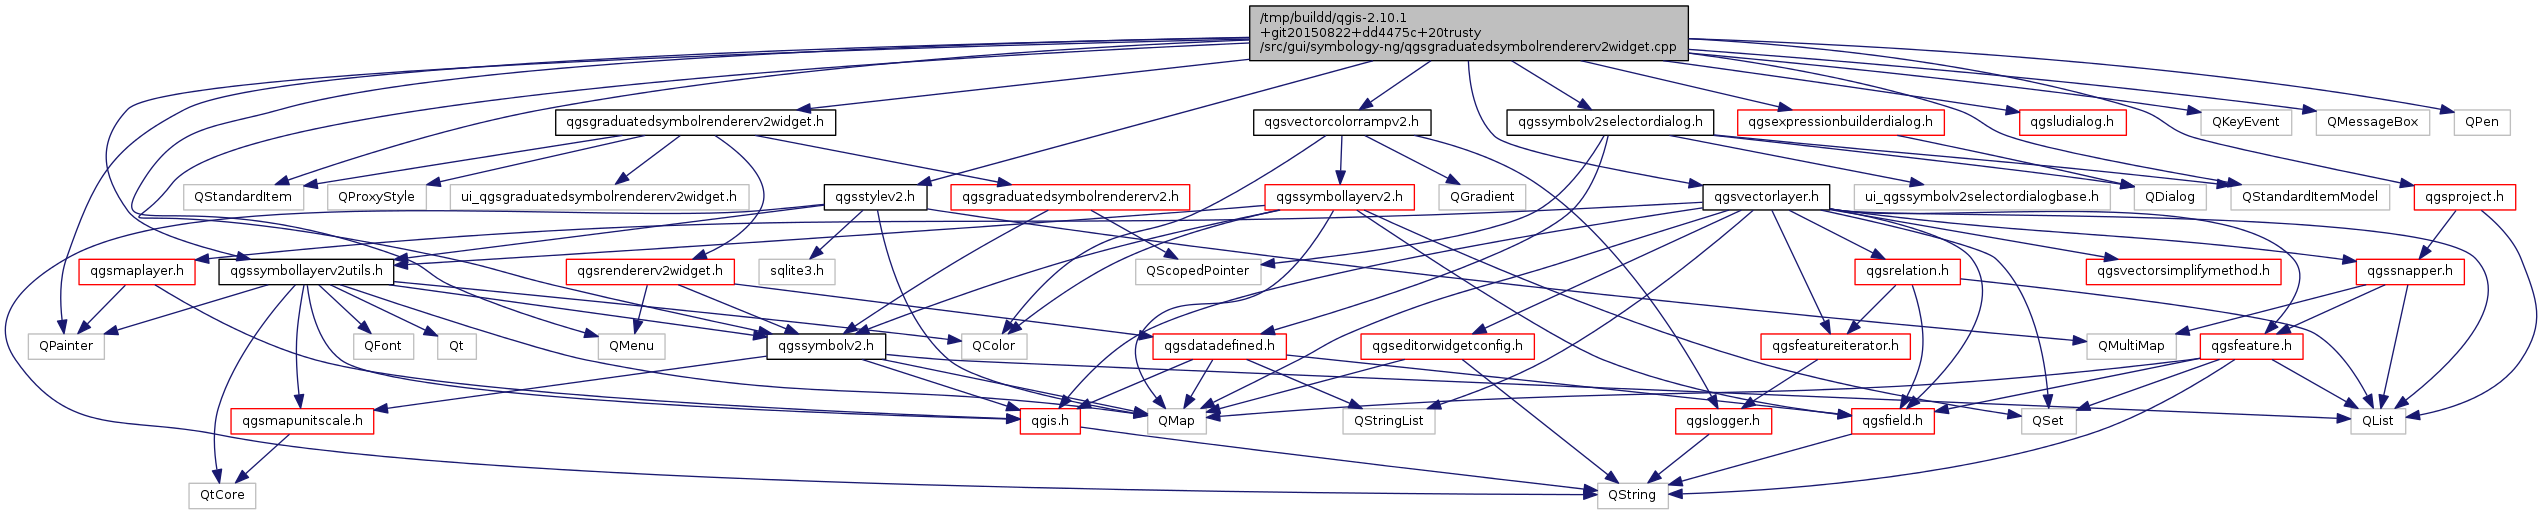 /tmp/buildd/qgis-2.10.1
+git20150822+dd4475c+20trusty
/src/gui/symbology-ng/qgsgraduatedsymbolrendererv2widget.cpp
qgsgraduatedsymbolrendererv2widget.h
qgsvectorcolorrampv2.h
qgssymbolv2selectordialog.h
qgsexpressionbuilderdialog.h
qgsludialog.h
QKeyEvent
QMessageBox
QPen
QStandardItem
QProxyStyle
ui_qgsgraduatedsymbolrendererv2widget.h
qgsstylev2.h
qgsgraduatedsymbolrendererv2.h
qgssymbollayerv2.h
QGradient
qgsvectorlayer.h
ui_qgssymbolv2selectordialogbase.h
QDialog
QStandardItemModel
qgsproject.h
qgsmaplayer.h
qgssymbollayerv2utils.h
qgsrendererv2widget.h
sqlite3.h
QScopedPointer
qgsrelation.h
qgsvectorsimplifymethod.h
qgssnapper.h
QPainter
QFont
Qt
QMenu
qgssymbolv2.h
QColor
qgsdatadefined.h
qgseditorwidgetconfig.h
qgsfeatureiterator.h
QMultiMap
qgsfeature.h
qgsmapunitscale.h
qgis.h
QMap
QStringList
qgslogger.h
qgsfield.h
QSet
QList
QtCore
QString